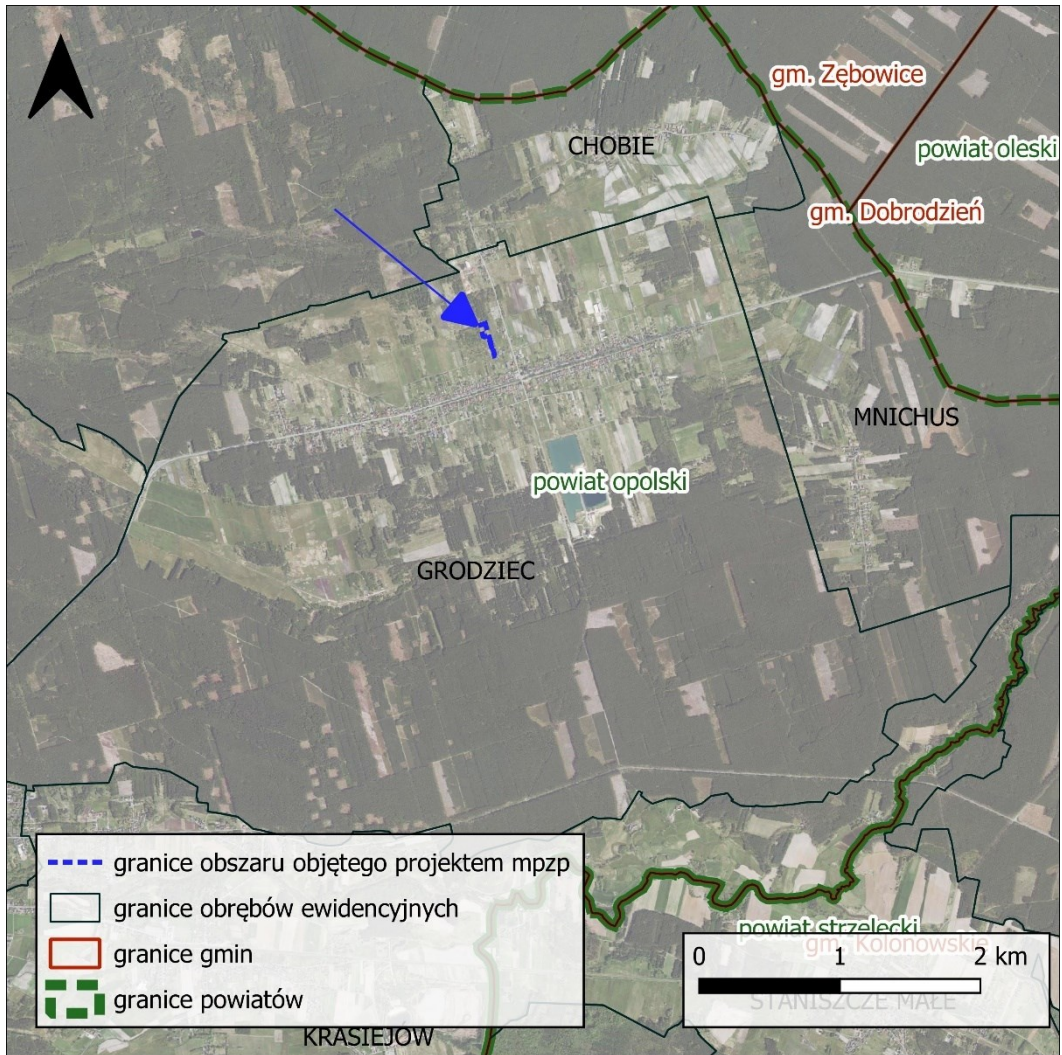 gm. Zębowice
CHOBIE
powiat oleski
gm. Dobrodzień
MNICHUS
powiat opolski
GRODZIEC
granice obszaru objętego projektem mpzp
granice obrębów ewidencyjnych
granice gmin
granice powiatów
powiat strzelecki
gm. Kolonowskie
0 1 2 km
STANISZCZE MAŁE
KRASIEJÓW